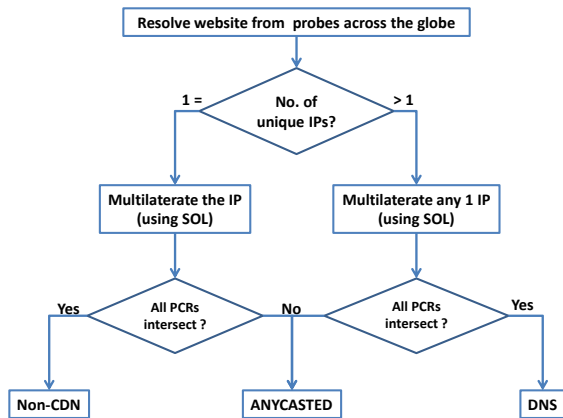 Resolve website from probes across the globe
1 =
No. of
unique IPs?
> 1
Multilaterate the IP
(using SOL)
Multilaterate any 1 IP
(using SOL)
Yes
All PCRs
intersect ?
No
All PCRs
intersect ?
Yes
Non-CDN
ANYCASTED
DNS